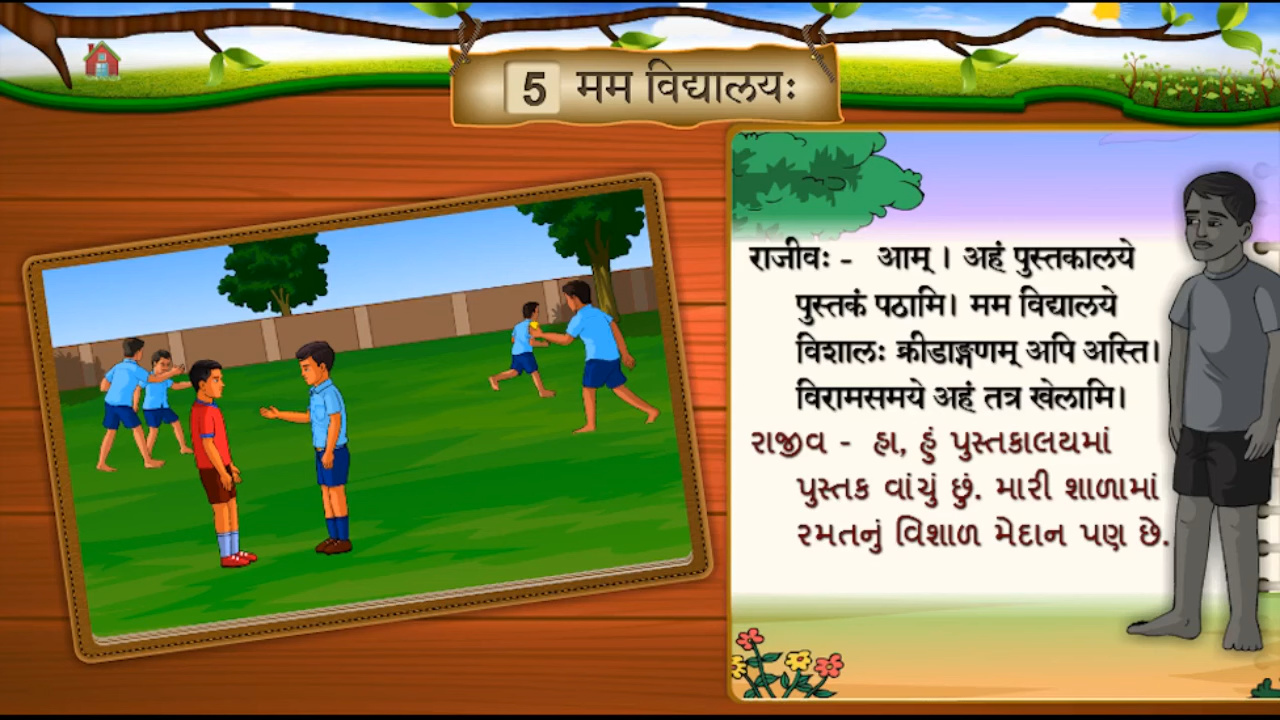 5 मम विद्यालयः
राजीवः - आम् । अहं पुस्तकालये
पुस्तकं पठामि। मम विद्यालये
विशालः क्रीडाङ्गणम् अपि अस्ति।
विरामसमये अहं तत्र खेलामि।
રાજીવ - હા, હું પુસ્તકાલયમાં
પુસ્તક વાંચું છું. મારી શાળામાં
રમતનું વિશાળ મેદાન પણ છે.